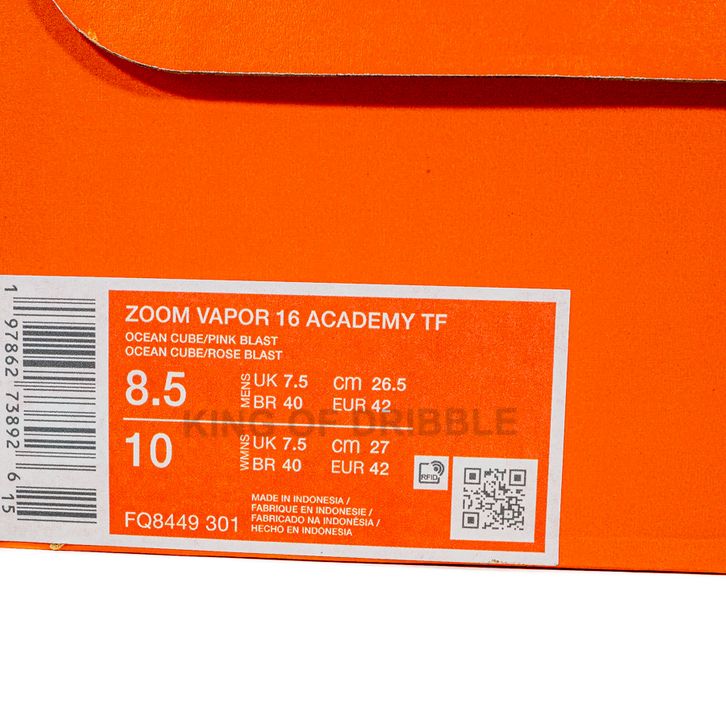 ZOOM VAPOR 16 ACADEMY TF
OCEAN CUBE/PINK BLAST
OCEAN CUBE/ROSE BLAST
8.5 MENS UK 7.5 cm 26.5
BR 40 EUR 42
KING OF DRIBBLE
10 WMNS UK 7.5 cm 27
BR 40 EUR 42
RFID
MADE IN INDONESIA /
FABRIQUE EN INDONESIE /
FABRICADO NA INDONÉSIA /
HECHO EN INDONESIA
FQ8449 301
1 97862 73892 6 15